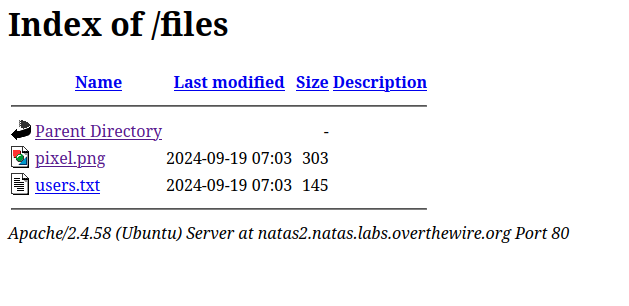 Index of /files
Name Last modified Size Description
Parent Directory -
pixel.png 2024-09-19 07:03 303
users.txt 2024-09-19 07:03 145
Apache/2.4.58 (Ubuntu) Server at natas2.natas.labs.overthewire.org Port 80